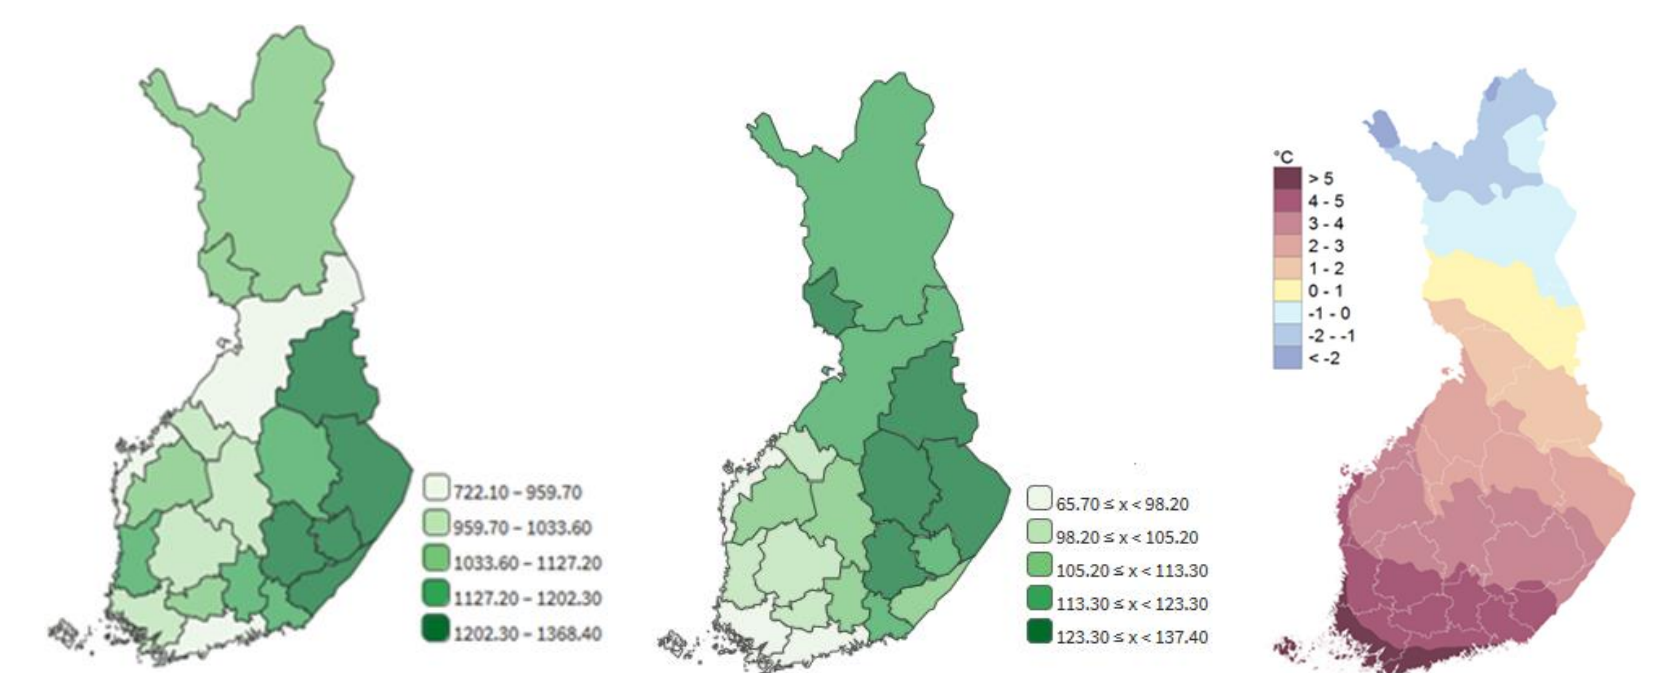 722.10 – 959.70
959.70 – 1033.60
1033.60 – 1127.20
1127.20 – 1202.30
1202.30 – 1368.40
65.70 ≤ x < 98.20
98.20 ≤ x < 105.20
105.20 ≤ x < 113.30
113.30 ≤ x < 123.30
123.30 ≤ x < 137.40
°C
> 5
4 - 5
3 - 4
2 - 3
1 - 2
0 - 1
-1 - 0
-2 - -1
< -2